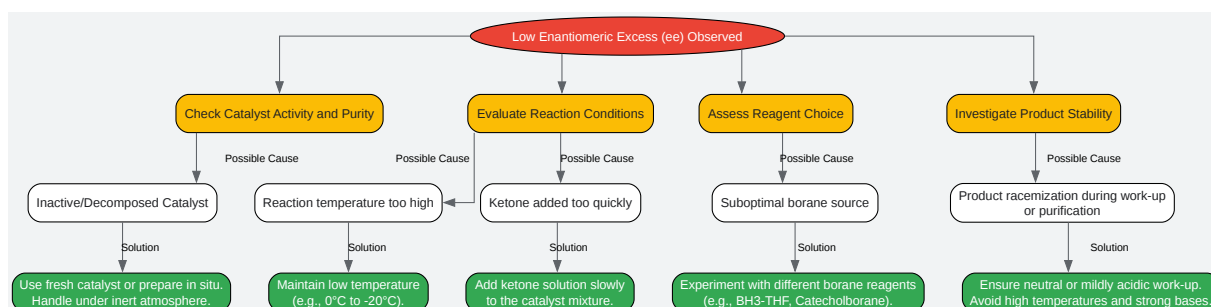 Low Enantiomeric Excess (ee) Observed
Check Catalyst Activity and Purity
Evaluate Reaction Conditions
Assess Reagent Choice
Investigate Product Stability
Possible Cause
Possible Cause
Possible Cause
Possible Cause
Possible Cause
Inactive/Decomposed Catalyst
Reaction temperature too high
Ketone added too quickly
Suboptimal borane source
Product racemization during work-up
or purification
Solution
Solution
Solution
Solution
Solution
Use fresh catalyst or prepare in situ.
Handle under inert atmosphere.
Maintain low temperature
(e.g., 0°C to -20°C).
Add ketone solution slowly
to the catalyst mixture.
Experiment with different borane reagents
(e.g., BH3-THF, Catecholborane).
Ensure neutral or mildly acidic work-up.
Avoid high temperatures and strong bases.